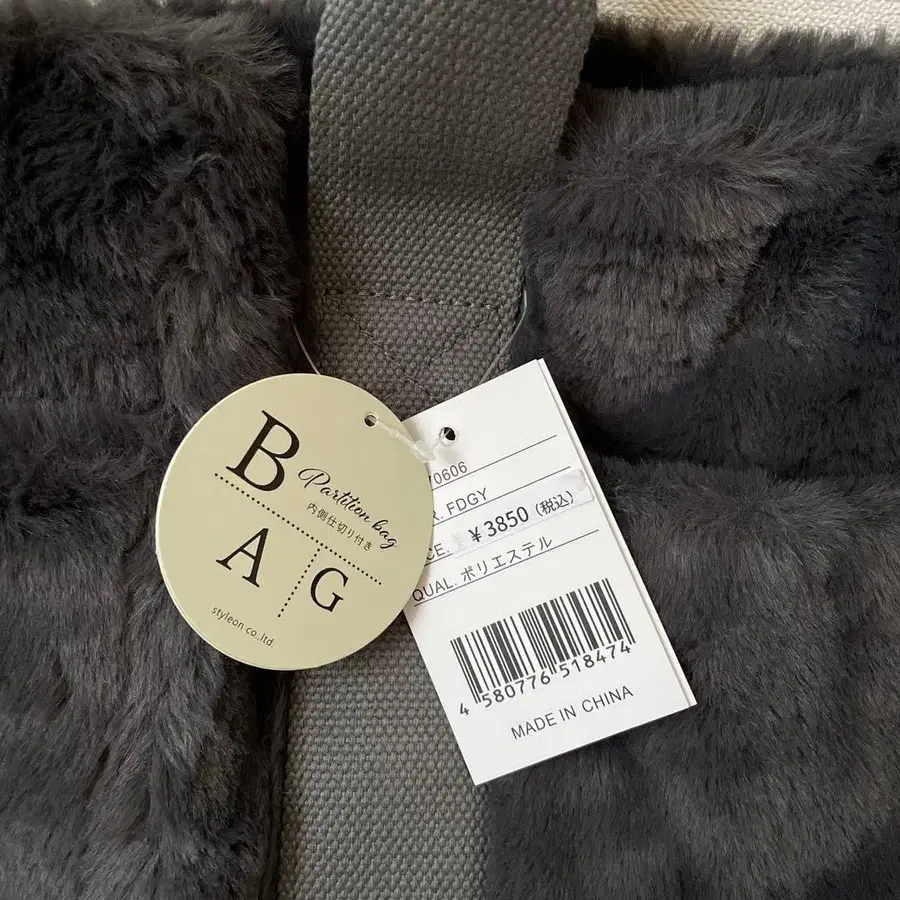 B
Partition bag
内側仕切り付き
A
G
styleon co.,ltd.
0606
R. FDGY
CE. ¥3850 (税込)
QUAL. ポリエステル
4 580776 518474
MADE IN CHINA